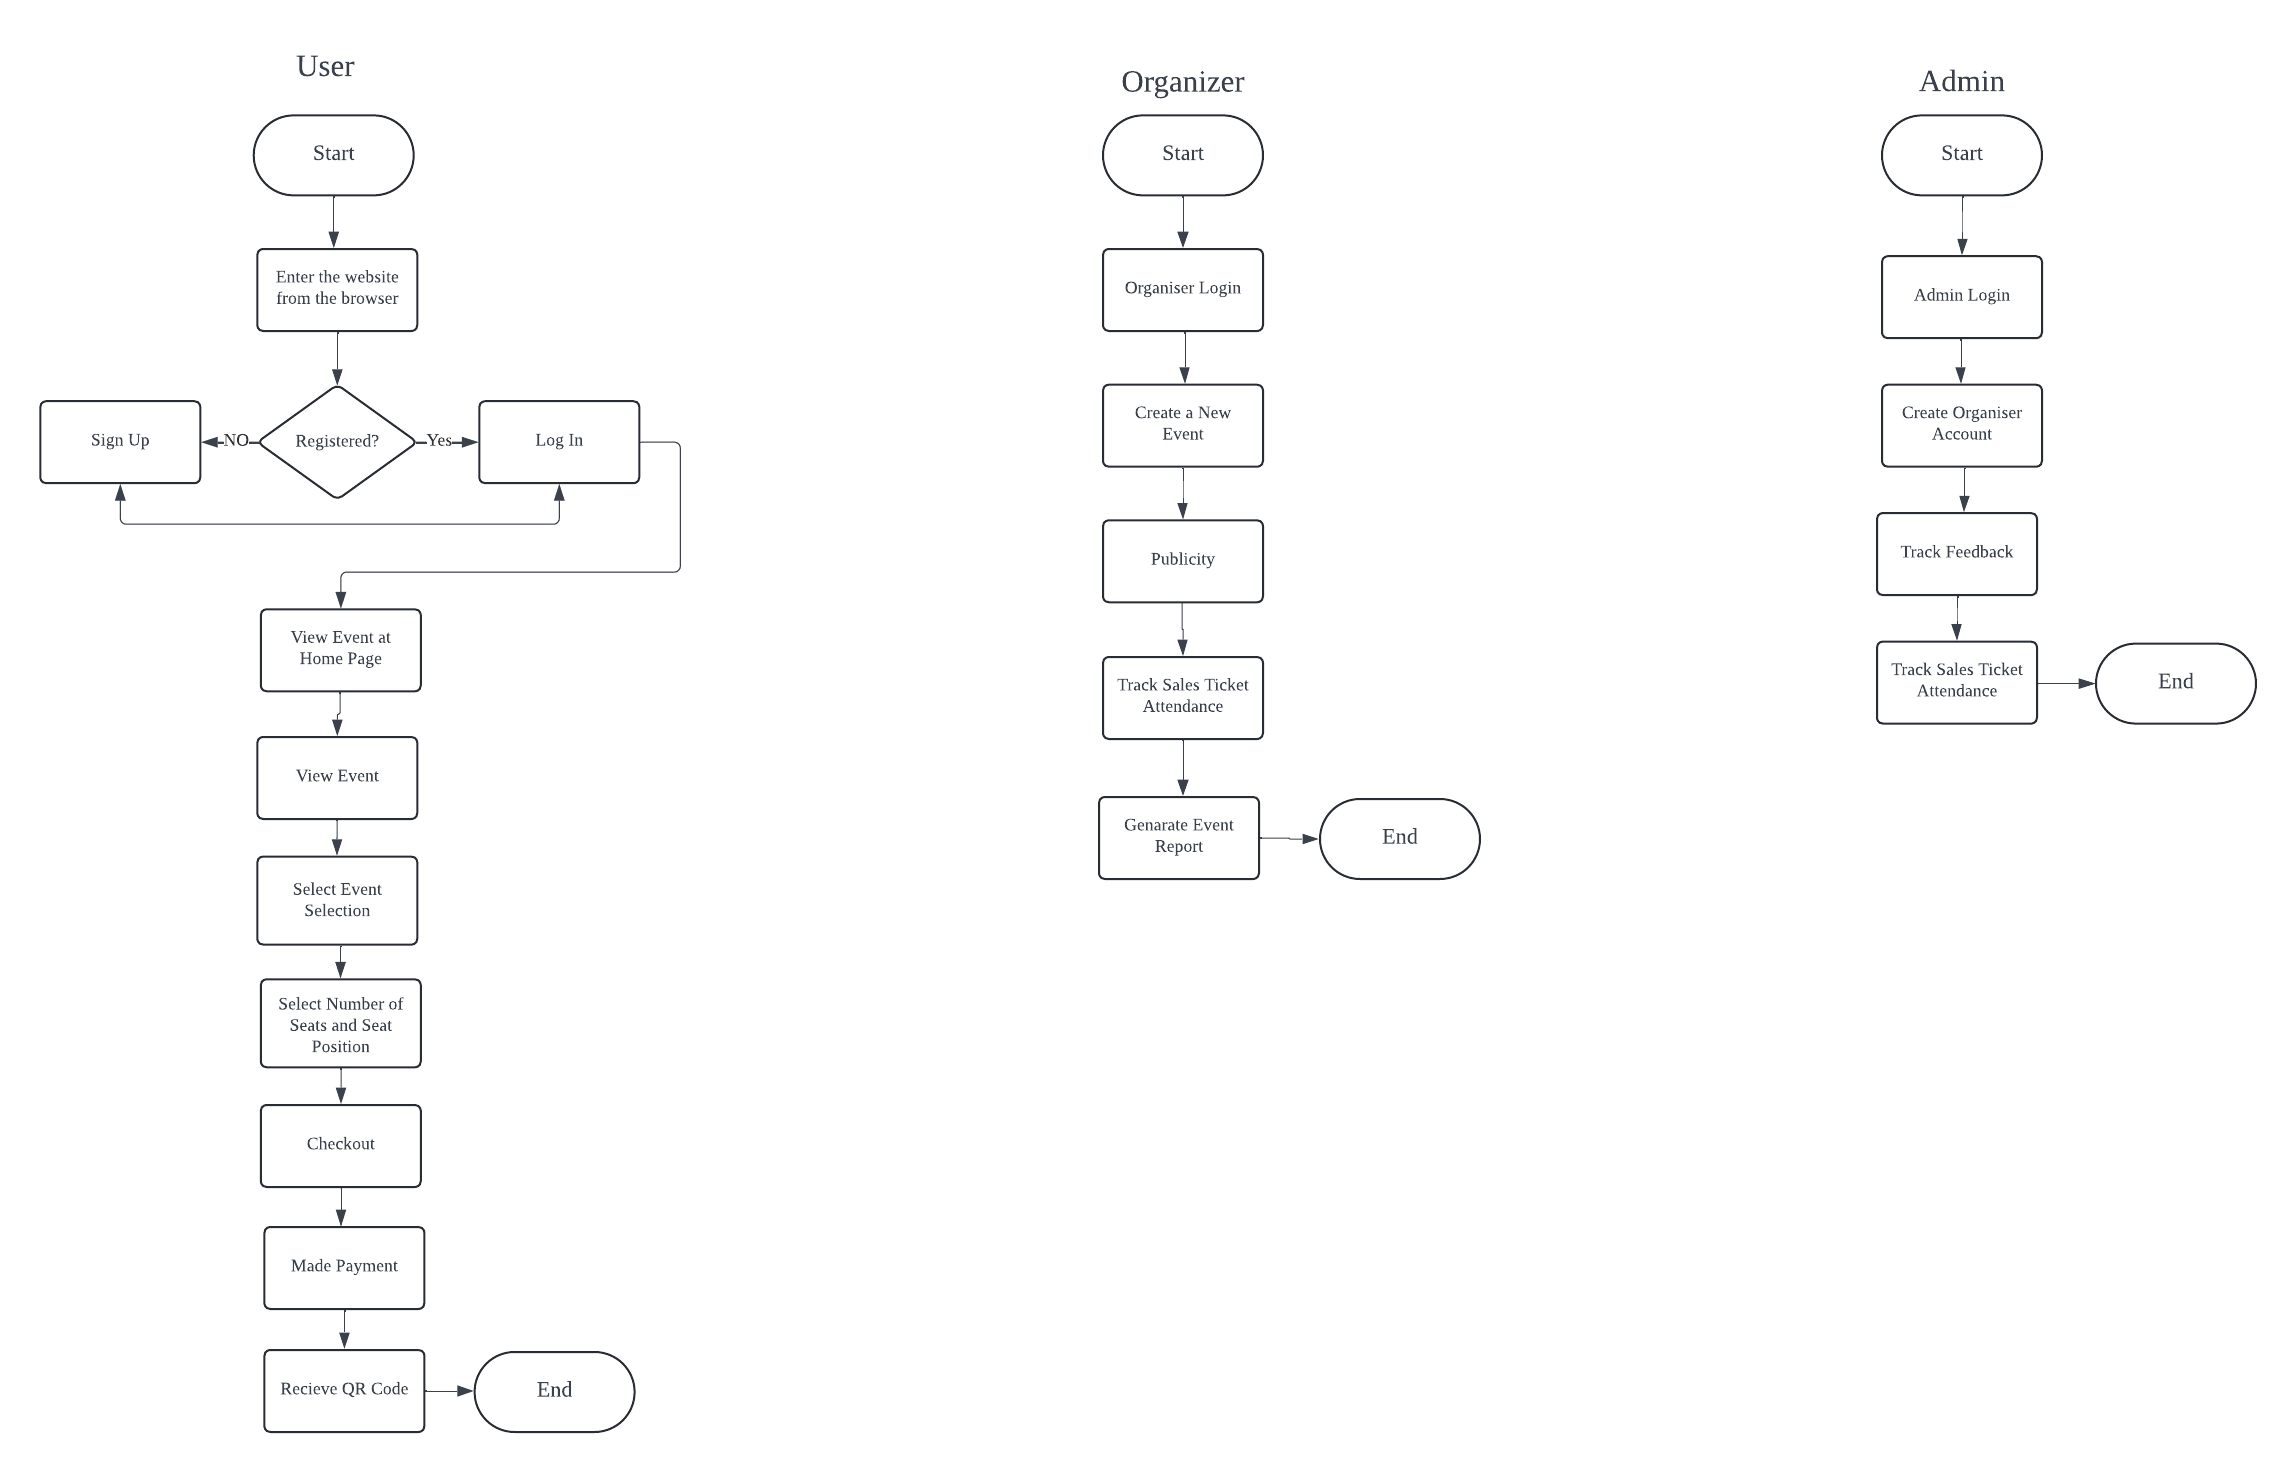 User
Start
Enter the website
from the browser
Sign Up
NO
Registered?
Yes
Log In
View Event at
Home Page
View Event
Select Event
Selection
Select Number of
Seats and Seat
Position
Checkout
Made Payment
Recieve QR Code
End
Organizer
Start
Organiser Login
Create a New
Event
Publicity
Track Sales Ticket
Attendance
Genarate Event
Report
End
Admin
Start
Admin Login
Create Organiser
Account
Track Feedback
Track Sales Ticket
Attendance
End